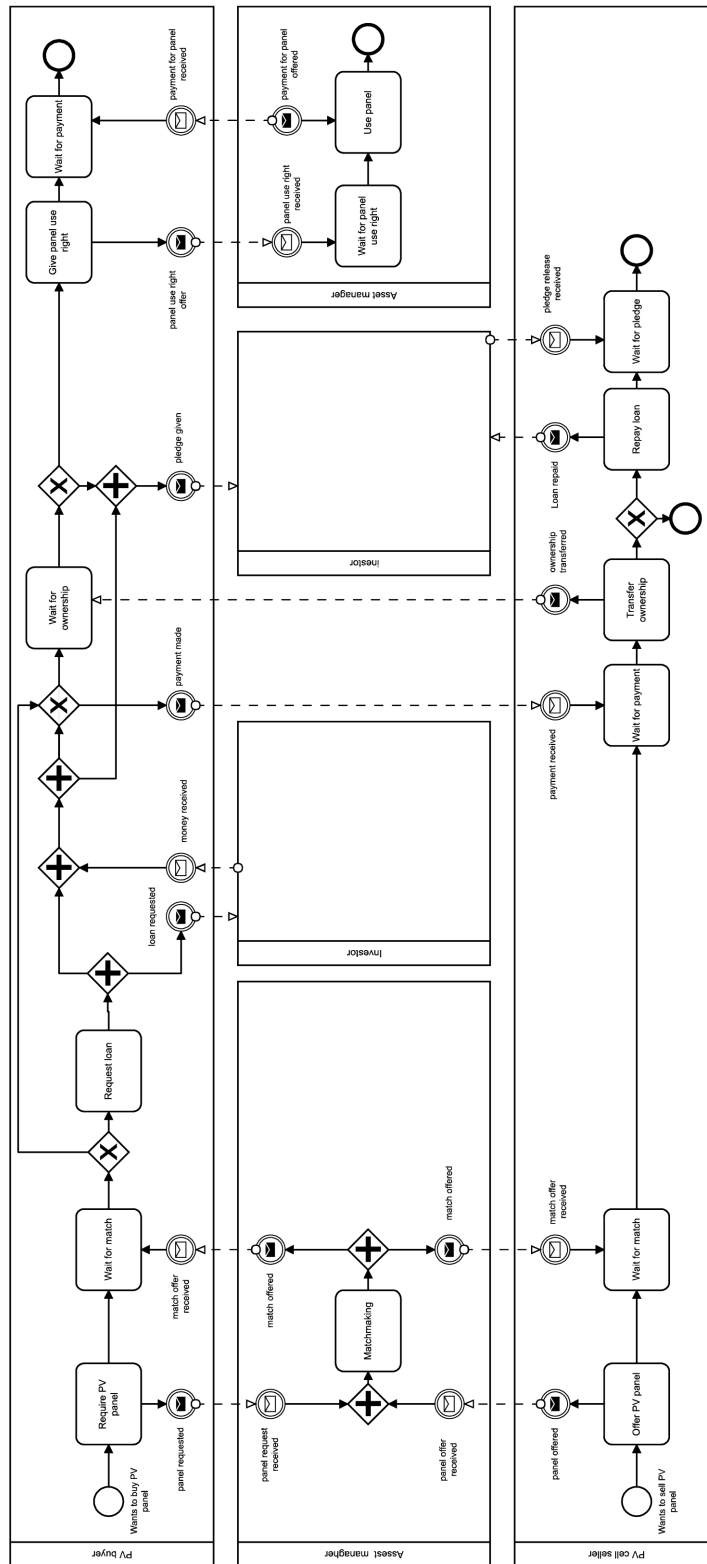 PV buyer
Wants to buy PV
panel
Require PV
panel
panel requested
Wait for match
match offer
received
Request loan
loan requested
money received
payment made
Wait for
ownership
pledge given
Give panel use
right
panel use right
offer
Wait for payment
payment for panel
received
Assest managher
panel request
received
panel offer
received
Matchmaking
match offered
match offered
Investor
inestor
Asset manager
panel use right
received
Wait for panel
use right
payment for panel
offered
Use panel
PV cell seller
Wants to sell PV
panel
Offer PV panel
panel offered
Wait for match
match offer
received
Wait for payment
payment received
Transfer
ownership
ownership
transferred
Repay loan
Loan repaid
Wait for pledge
pledge release
received